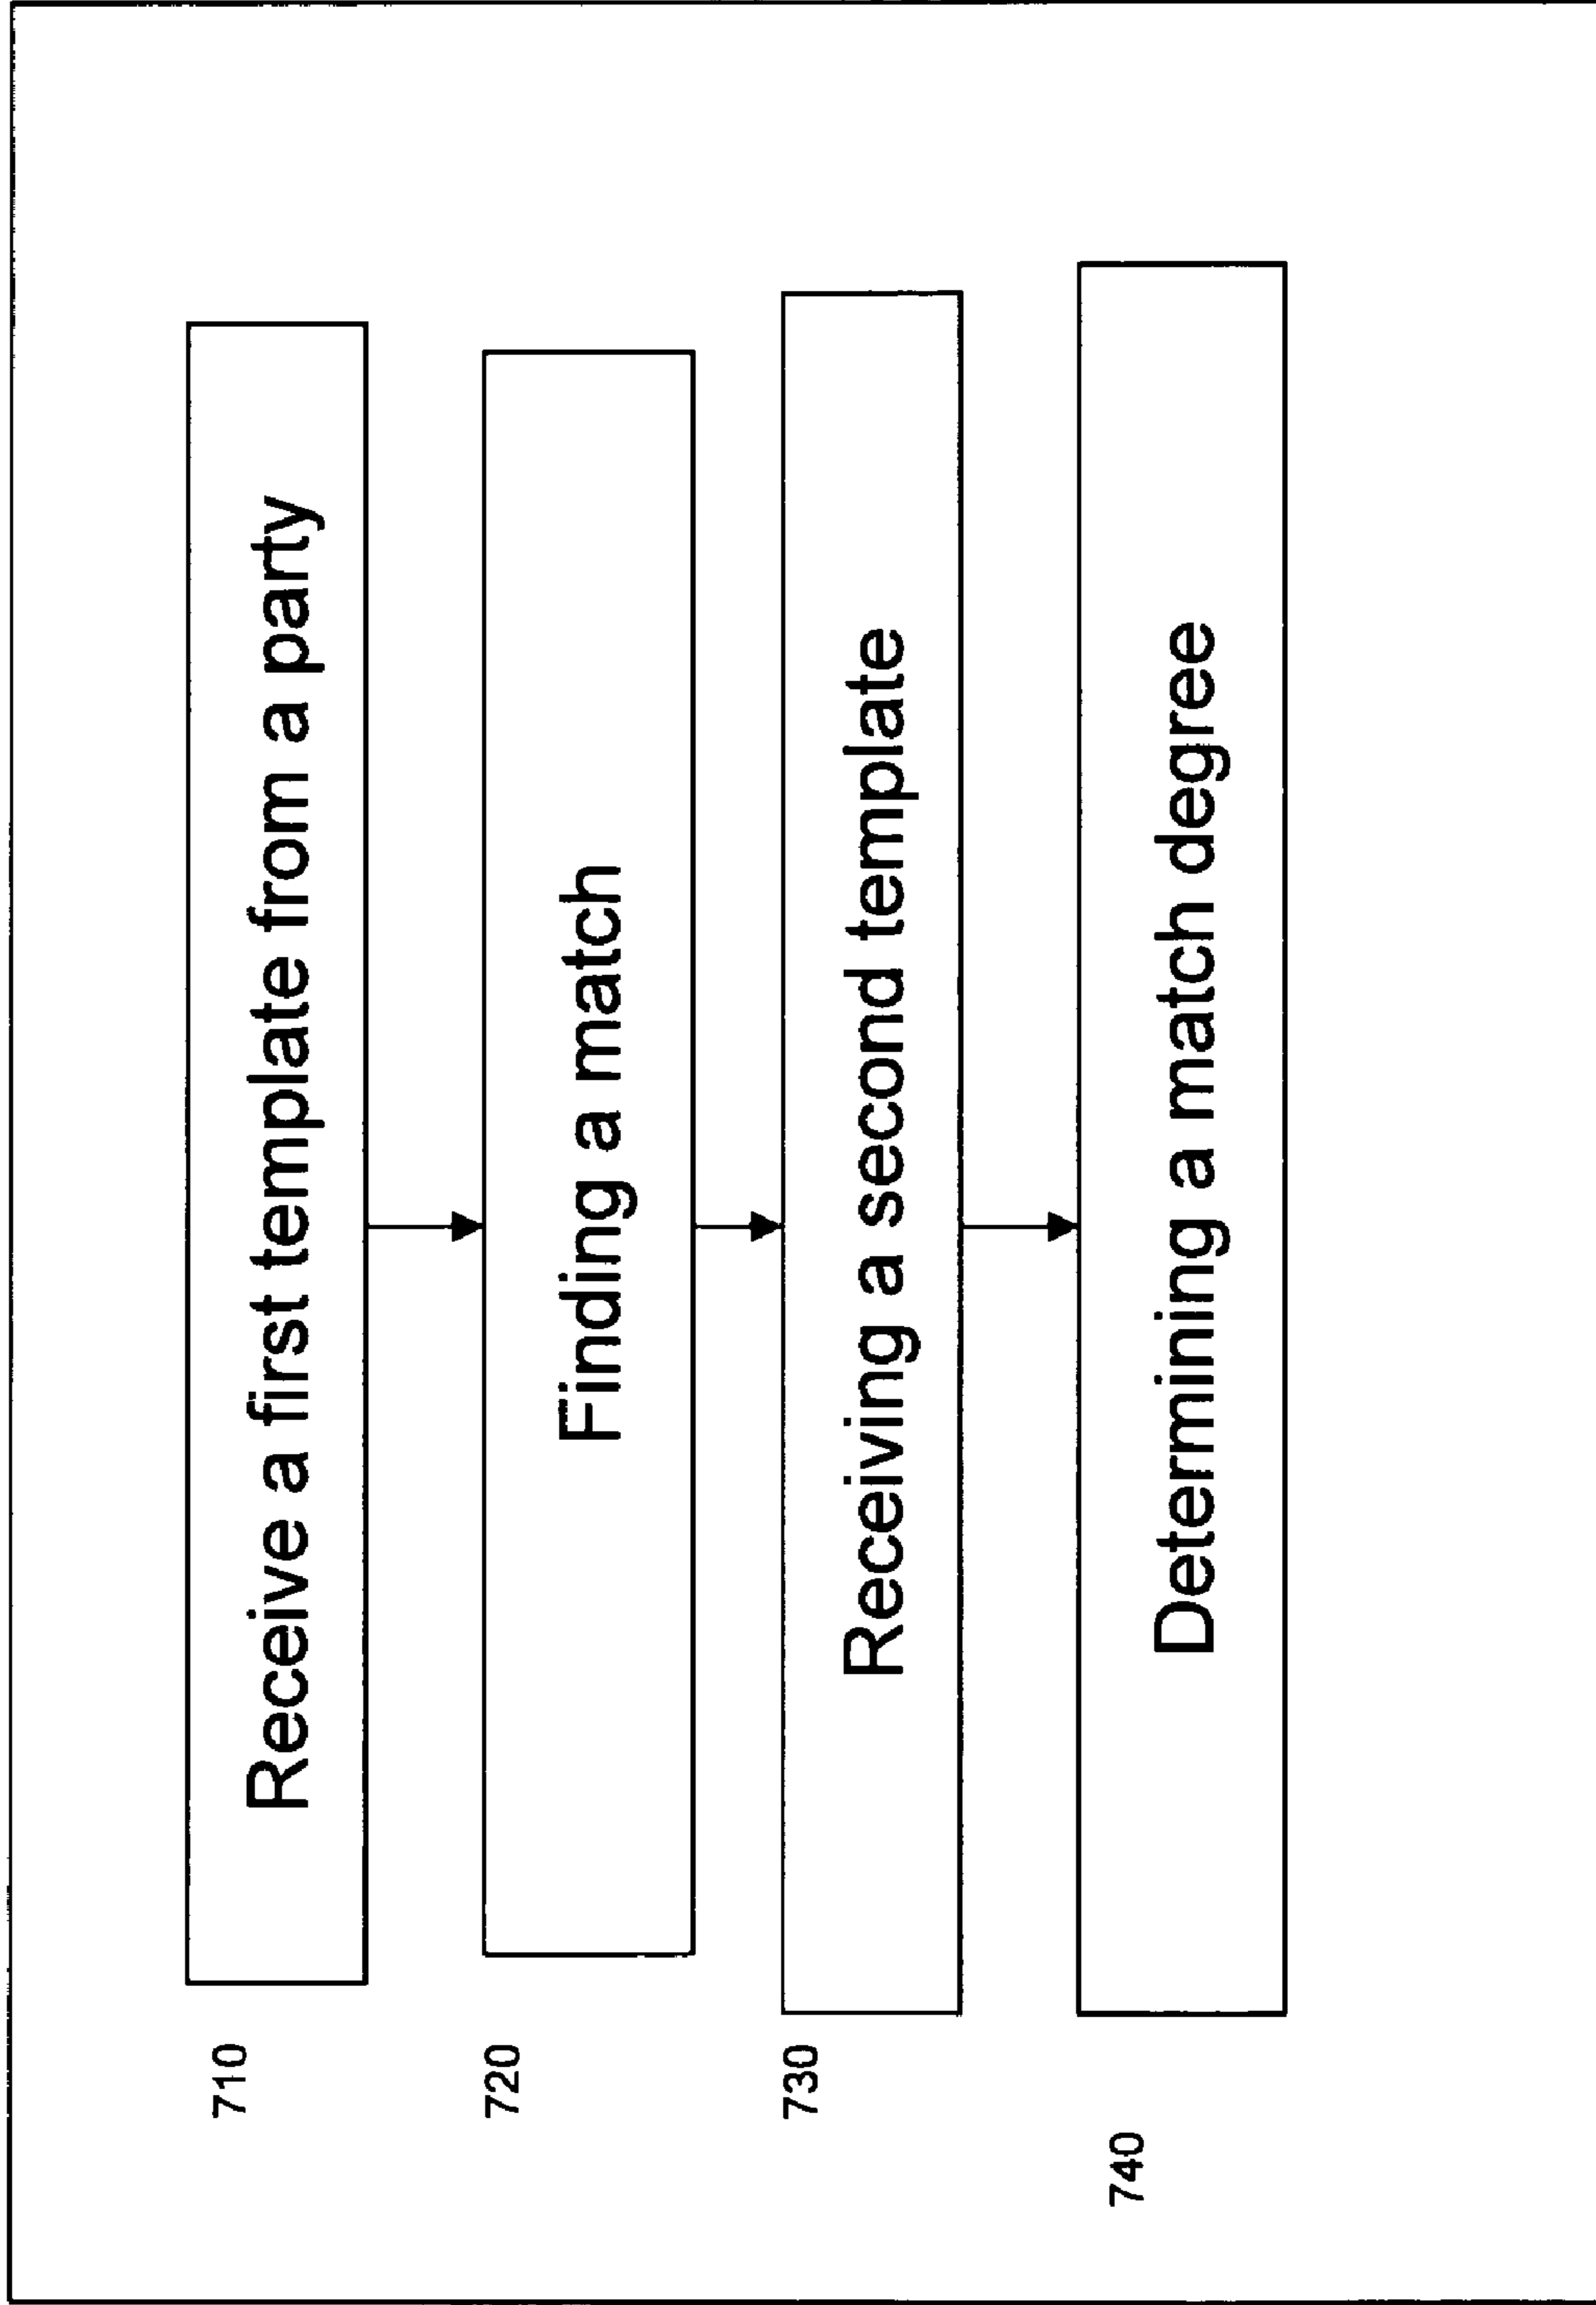 710
Receive a first template from a party
720
Finding a match
730
Receiving a second template
740
Determining a match degree